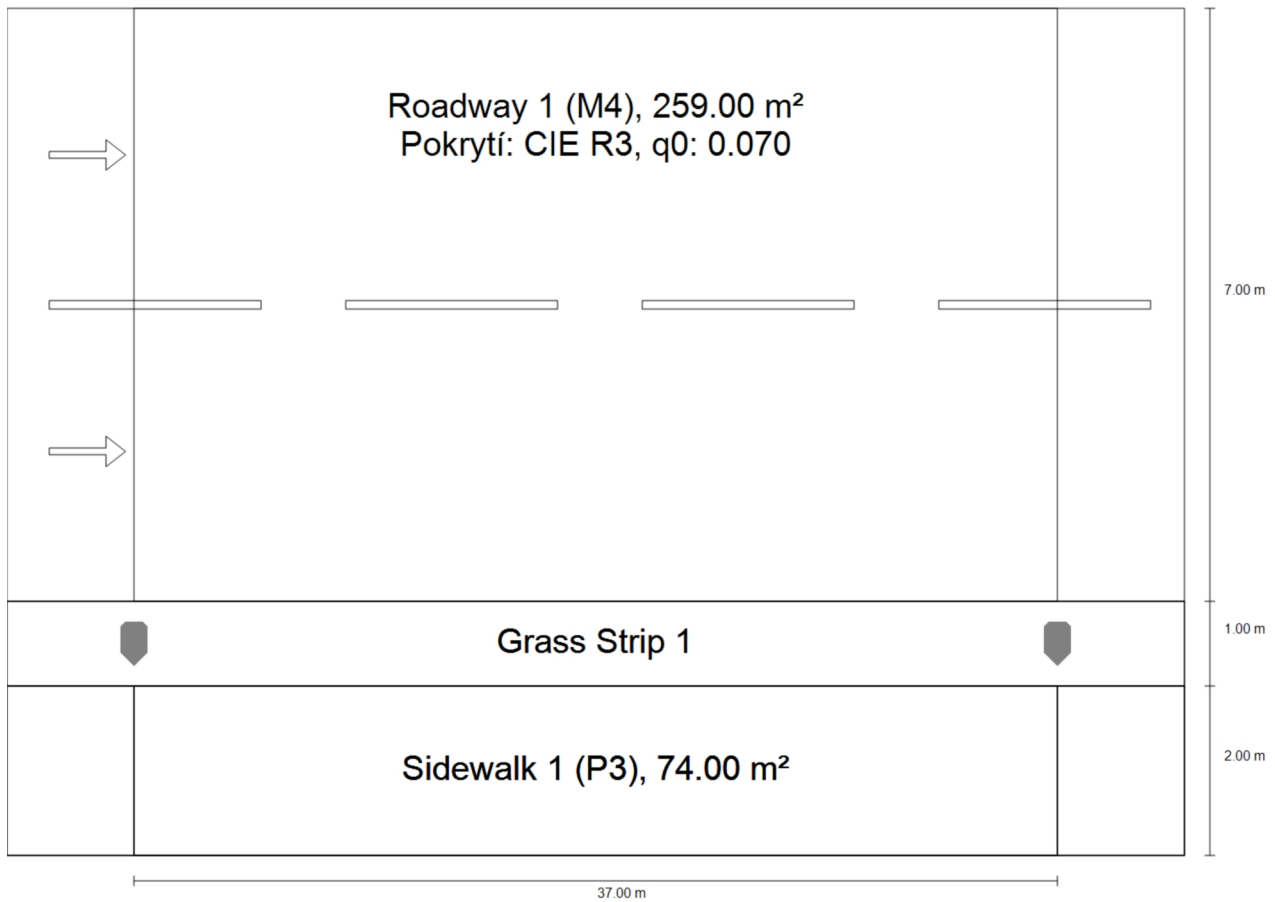 Roadway 1 (M4), 259.00 m²
Pokrytí: CIE R3, q0: 0.070
7.00 m
Grass Strip 1
1.00 m
Sidewalk 1 (P3), 74.00 m²
2.00 m
37.00 m